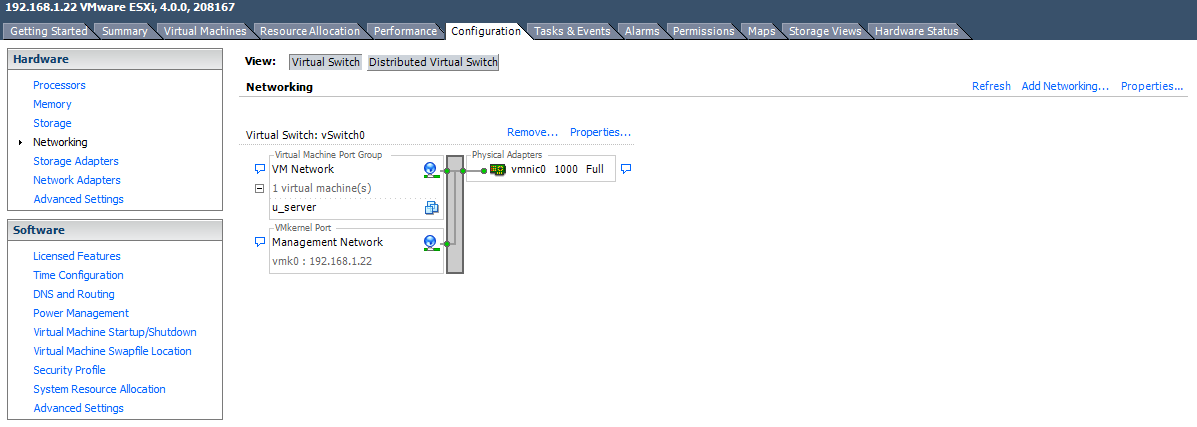 192.168.1.22 VMware ESXi, 4.0.0, 208167
Getting Started Summary Virtual Machines Resource Allocation Performance Configuration Tasks & Events Alarms Permissions Maps Storage Views Hardware Status
Hardware
Processors
Memory
Storage
Networking
Storage Adapters
Network Adapters
Advanced Settings
Software
Licensed Features
Time Configuration
DNS and Routing
Power Management
Virtual Machine Startup/Shutdown
Virtual Machine Swapfile Location
Security Profile
System Resource Allocation
Advanced Settings
View: Virtual Switch Distributed Virtual Switch
Networking Refresh Add Networking... Properties...
Virtual Switch: vSwitch0 Remove... Properties...
Virtual Machine Port Group Physical Adapters
VM Network vmnic0 1000 Full
1 virtual machine(s)
u_server
VMkernel Port
Management Network
vmk0 : 192.168.1.22